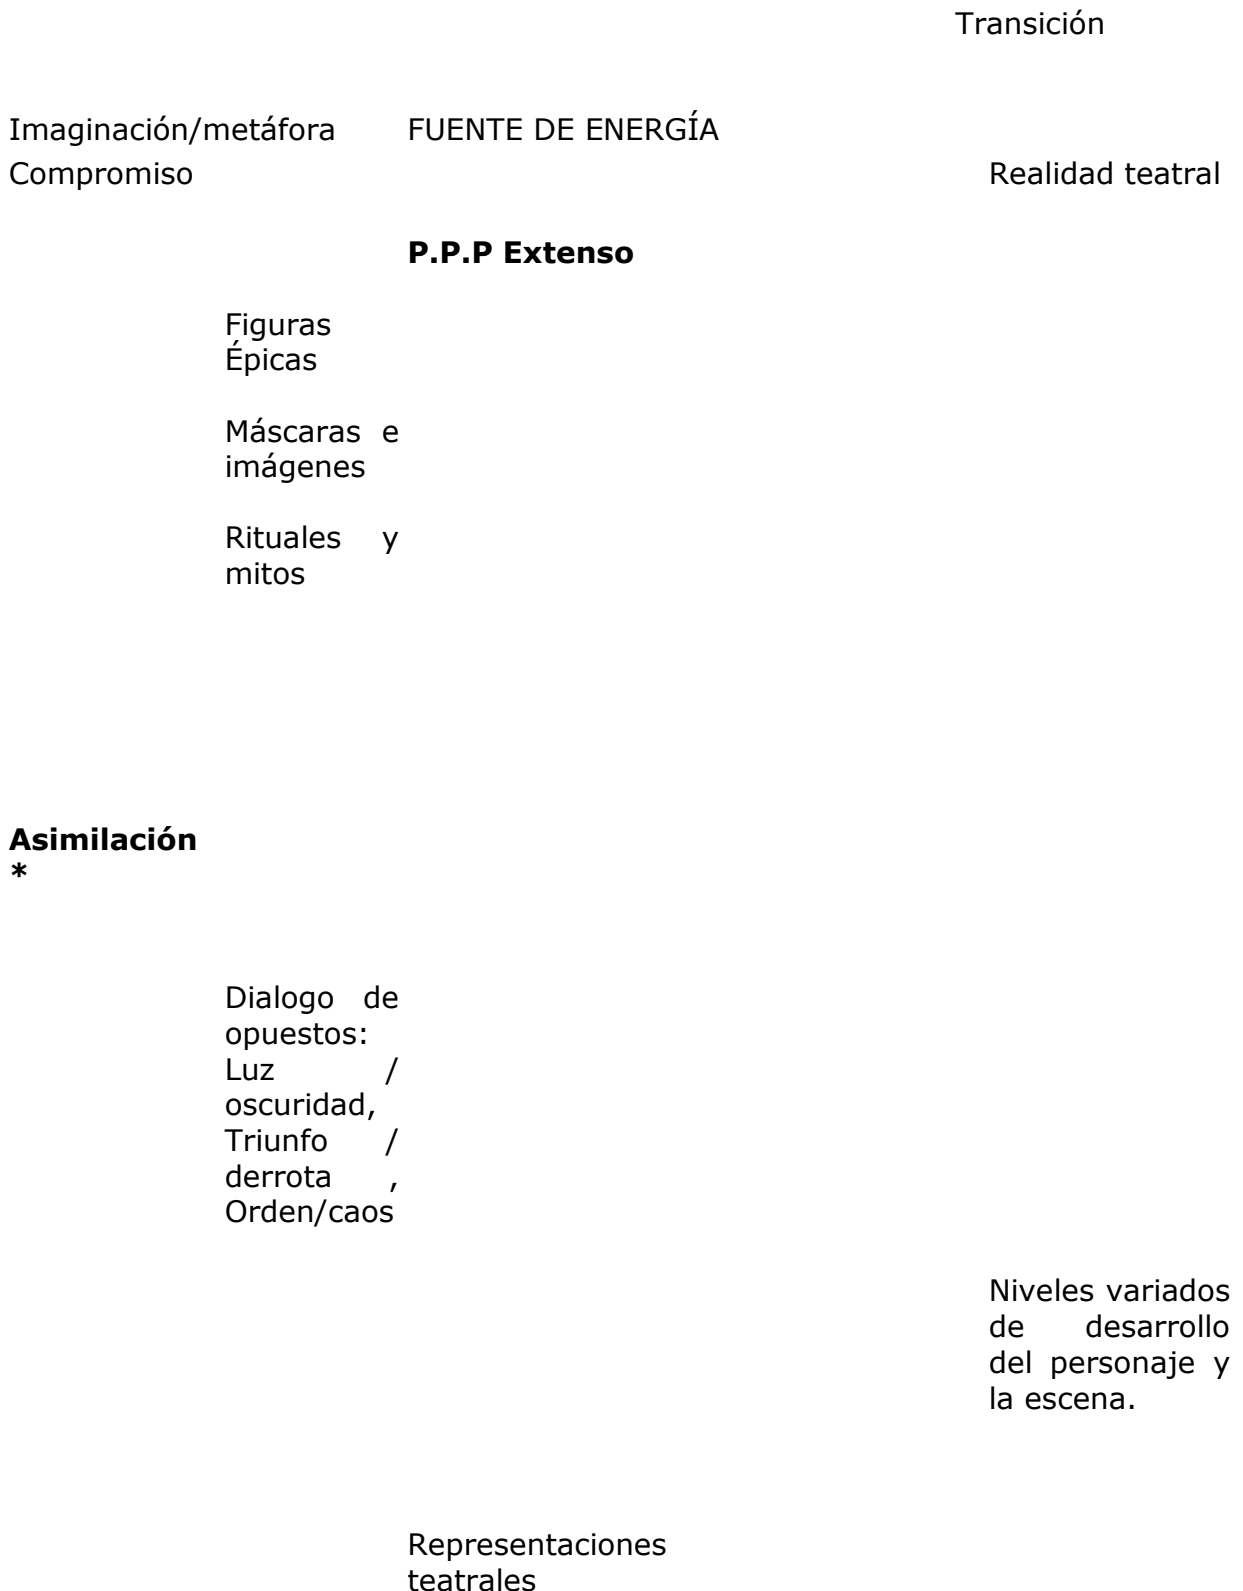 Transición
Imaginación/metáfora FUENTE DE ENERGÍA
Compromiso Realidad teatral
P.P.P Extenso
Figuras
Épicas
Máscaras e
imágenes
Rituales y
mitos
Asimilación
*
Dialogo de
opuestos:
Luz /
oscuridad,
Triunfo /
derrota ,
Orden/caos
Niveles variados
de desarrollo
del personaje y
la escena.
Representaciones
teatrales